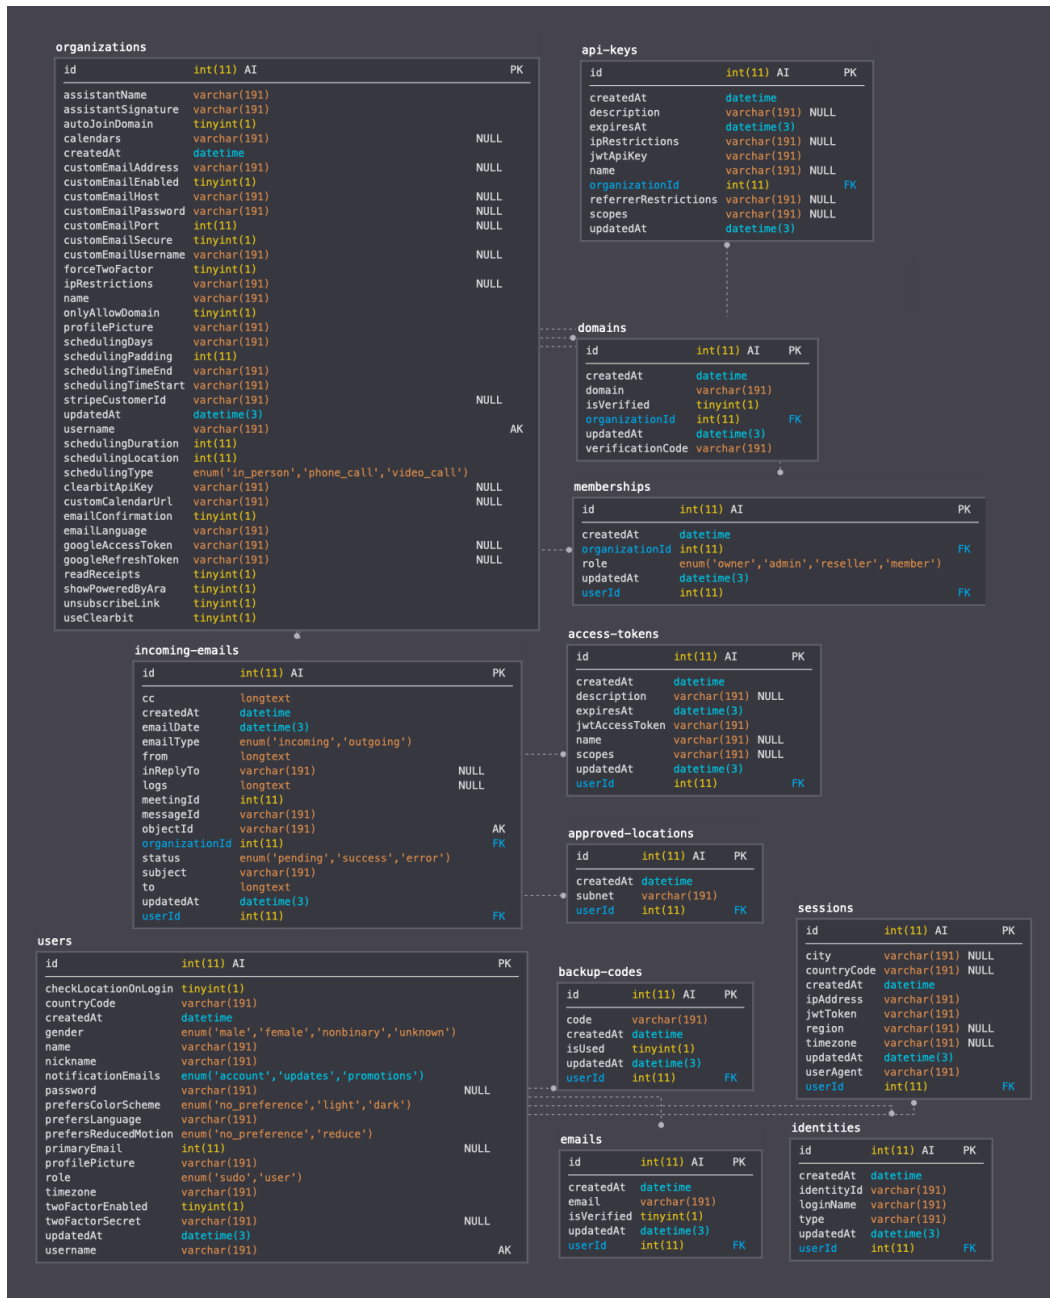 organizations
id int(11) AI PK
assistantName varchar(191)
assistantSignature varchar(191)
autoJoinDomain tinyint(1)
calendars varchar(191) NULL
createdAt datetime
customEmailAddress varchar(191) NULL
customEmailEnabled tinyint(1)
customEmailHost varchar(191) NULL
customEmailPassword varchar(191) NULL
customEmailPort int(11) NULL
customEmailSecure tinyint(1)
customEmailUsername varchar(191) NULL
forceTwoFactor tinyint(1)
ipRestrictions varchar(191) NULL
name varchar(191)
onlyAllowDomain tinyint(1)
profilePicture varchar(191)
schedulingDays varchar(191)
schedulingPadding int(11)
schedulingTimeEnd varchar(191)
schedulingTimeStart varchar(191)
stripeCustomerId varchar(191) NULL
updatedAt datetime(3)
username varchar(191) AK
schedulingDuration int(11)
schedulingLocation int(11)
schedulingType enum('in_person','phone_call','video_call')
clearbitApiKey varchar(191) NULL
customCalendarUrl varchar(191) NULL
emailConfirmation tinyint(1)
emailLanguage varchar(191)
googleAccessToken varchar(191) NULL
googleRefreshToken varchar(191) NULL
readReceipts tinyint(1)
showPoweredByAra tinyint(1)
unsubscribeLink tinyint(1)
useClearbit tinyint(1)
api-keys
id int(11) AI PK
createdAt datetime
description varchar(191) NULL
expiresAt datetime(3)
ipRestrictions varchar(191) NULL
jwtApiKey varchar(191)
name varchar(191) NULL
organizationId int(11) FK
referrerRestrictions varchar(191) NULL
scopes varchar(191) NULL
updatedAt datetime(3)
domains
id int(11) AI PK
createdAt datetime
domain varchar(191)
isVerified tinyint(1)
organizationId int(11) FK
updatedAt datetime(3)
verificationCode varchar(191)
memberships
id int(11) AI PK
createdAt datetime
organizationId int(11) FK
role enum('owner','admin','reseller','member')
updatedAt datetime(3)
userId int(11) FK
incoming-emails
id int(11) AI PK
cc longtext
createdAt datetime
emailDate datetime(3)
emailType enum('incoming','outgoing')
from longtext
inReplyTo varchar(191) NULL
logs longtext NULL
meetingId int(11)
messageId varchar(191)
objectId varchar(191) AK
organizationId int(11) FK
status enum('pending','success','error')
subject varchar(191)
to longtext
updatedAt datetime(3)
userId int(11) FK
access-tokens
id int(11) AI PK
createdAt datetime
description varchar(191) NULL
expiresAt datetime(3)
jwtAccessToken varchar(191)
name varchar(191) NULL
scopes varchar(191) NULL
updatedAt datetime(3)
userId int(11) FK
approved-locations
id int(11) AI PK
createdAt datetime
subnet varchar(191)
userId int(11) FK
users
id int(11) AI PK
checkLocationOnLogin tinyint(1)
countryCode varchar(191)
createdAt datetime
gender enum('male','female','nonbinary','unknown')
name varchar(191)
nickname varchar(191)
notificationEmails enum('account','updates','promotions')
password varchar(191) NULL
prefersColorScheme enum('no_preference','light','dark')
prefersLanguage varchar(191)
prefersReducedMotion enum('no_preference','reduce')
primaryEmail int(11) NULL
profilePicture varchar(191)
role enum('sudo','user')
timezone varchar(191)
twoFactorEnabled tinyint(1)
twoFactorSecret varchar(191) NULL
updatedAt datetime(3)
username varchar(191) AK
backup-codes
id int(11) AI PK
code varchar(191)
createdAt datetime
isUsed tinyint(1)
updatedAt datetime(3)
userId int(11) FK
sessions
id int(11) AI PK
city varchar(191) NULL
countryCode varchar(191) NULL
createdAt datetime
ipAddress varchar(191)
jwtToken varchar(191)
region varchar(191) NULL
timezone varchar(191) NULL
updatedAt datetime(3)
userAgent varchar(191)
userId int(11) FK
emails
id int(11) AI PK
createdAt datetime
email varchar(191)
isVerified tinyint(1)
updatedAt datetime(3)
userId int(11) FK
identities
id int(11) AI PK
createdAt datetime
identityId varchar(191)
loginName varchar(191)
type varchar(191)
updatedAt datetime(3)
userId int(11) FK